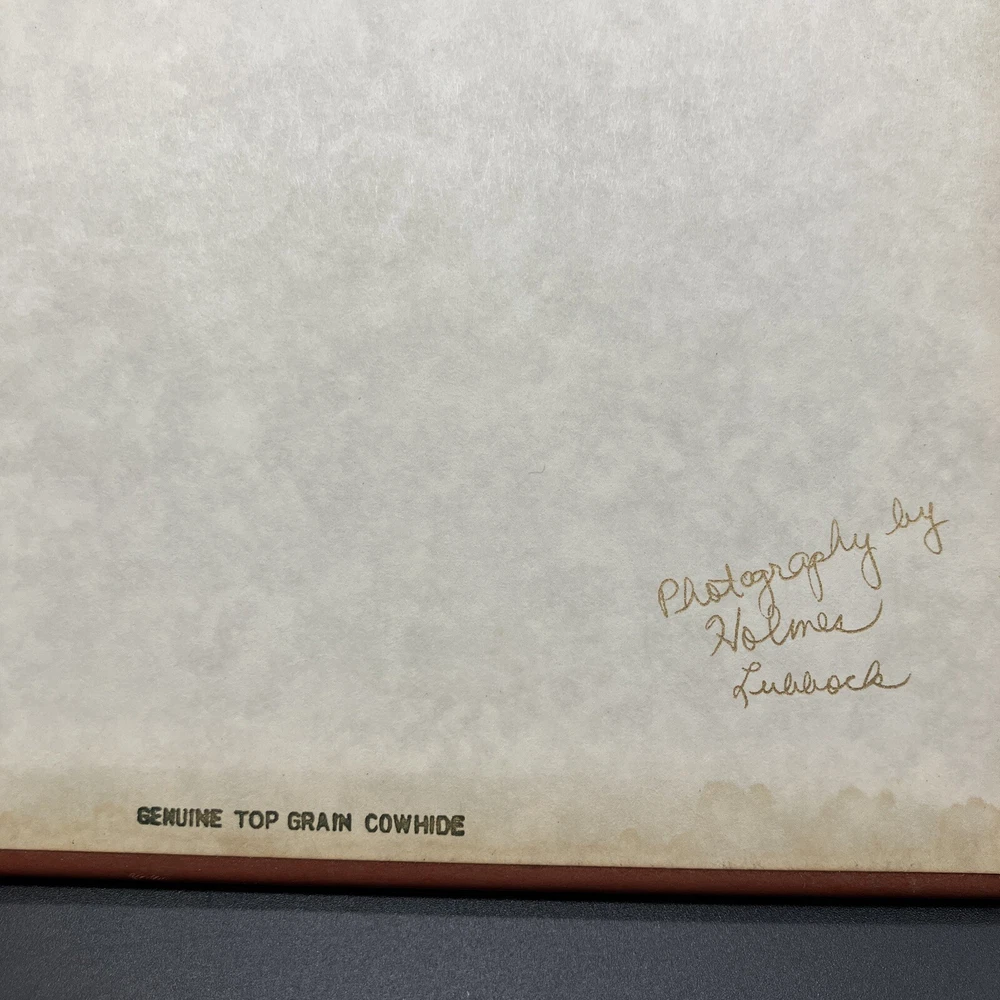 Photography by
Holmes
Lubbock
GENUINE TOP GRAIN COWHIDE